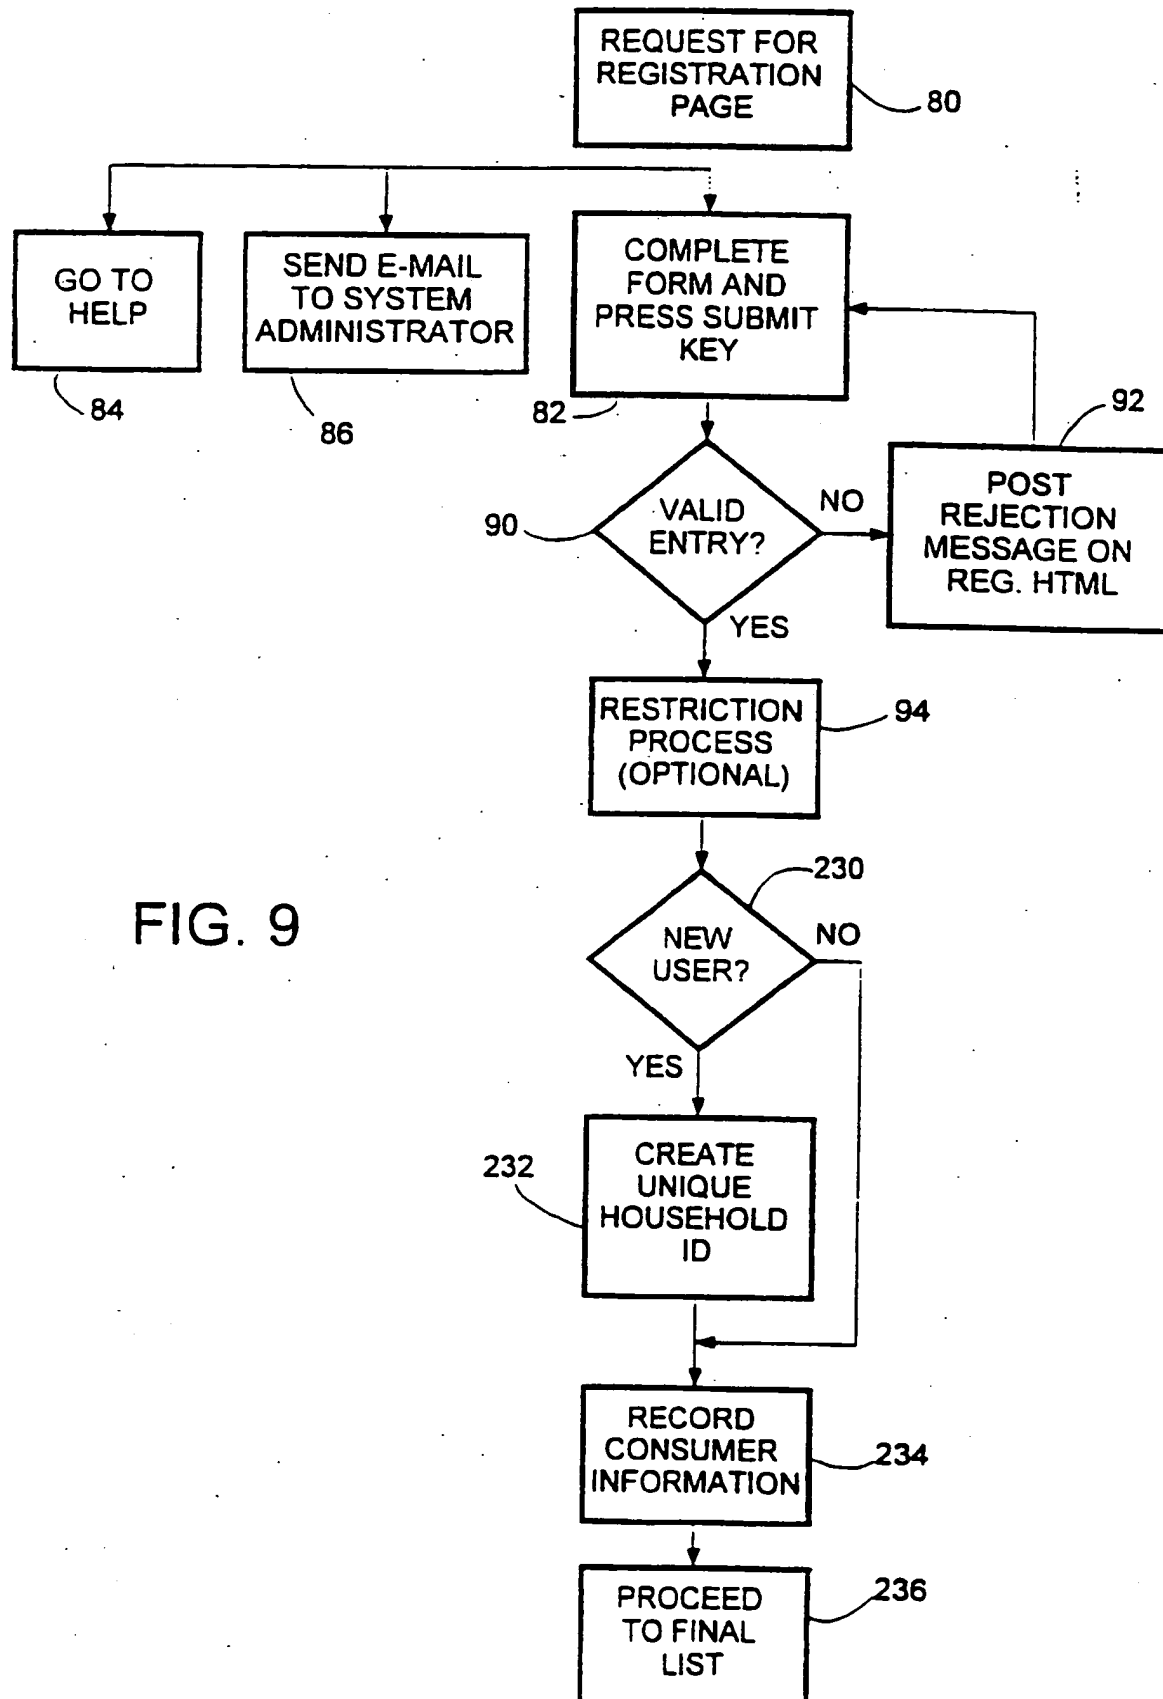 REQUEST FOR
REGISTRATION
PAGE
80
GO TO
HELP
84
SEND E-MAIL
TO SYSTEM
ADMINISTRATOR
86
COMPLETE
FORM AND
PRESS SUBMIT
KEY
82
92
POST
REJECTION
MESSAGE ON
REG. HTML
NO
90
VALID
ENTRY?
YES
RESTRICTION
PROCESS
(OPTIONAL)
94
230
NEW
USER?
NO
FIG. 9
YES
232
CREATE
UNIQUE
HOUSEHOLD
ID
RECORD
CONSUMER
INFORMATION
234
PROCEED
TO FINAL
LIST
236